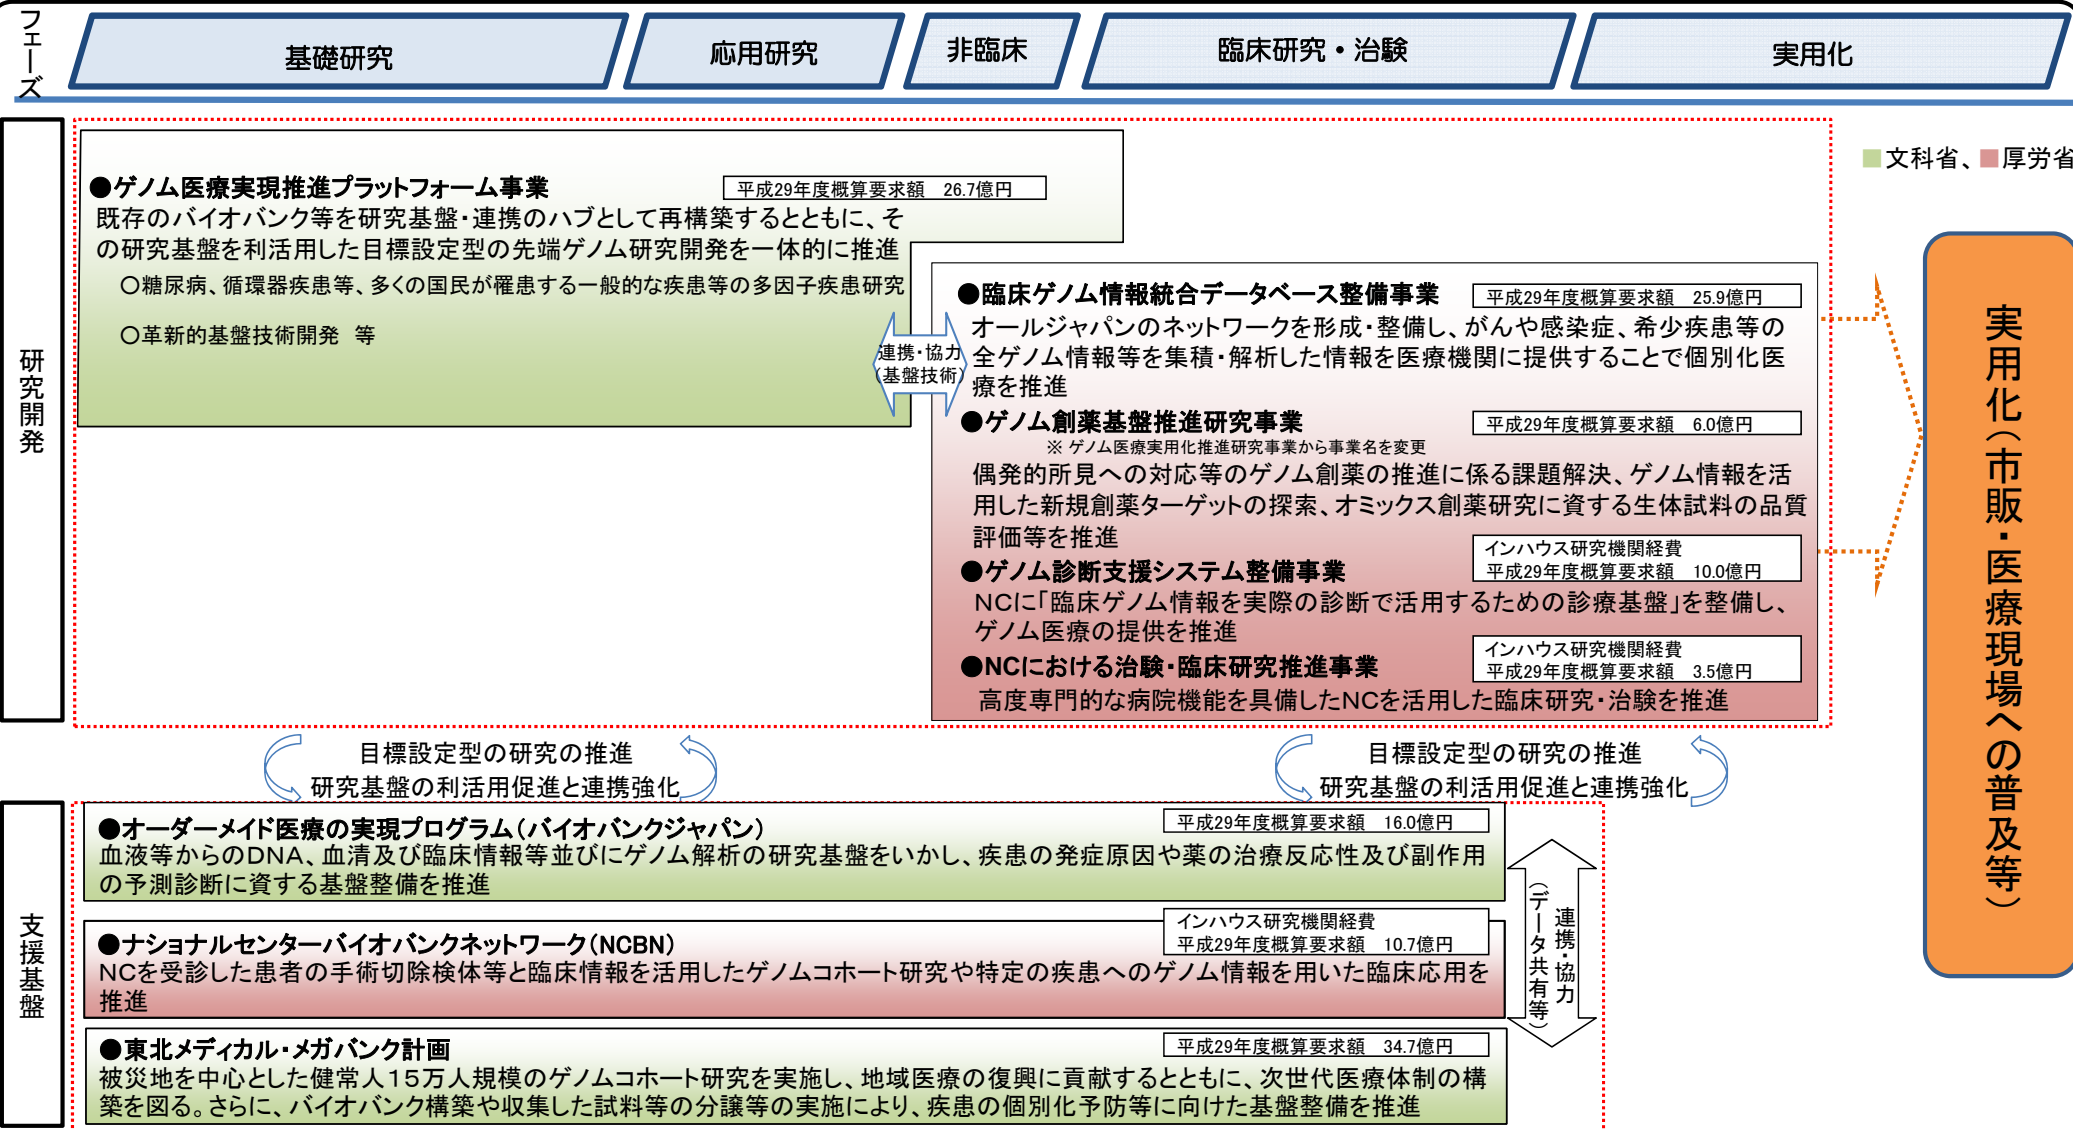 フェーズ
基礎研究
応用研究
非臨床
臨床研究・治験
実用化
■文科省、■厚労省
研究開発
●ゲノム医療実現推進プラットフォーム事業
平成29年度概算要求額　26.7億円
既存のバイオバンク等を研究基盤・連携のハブとして再構築するとともに、そ
の研究基盤を利活用した目標設定型の先端ゲノム研究開発を一体的に推進
○糖尿病、循環器疾患等、多くの国民が罹患する一般的な疾患等の多因子疾患研究
○革新的基盤技術開発　等
連携・協力
（基盤技術）
●臨床ゲノム情報統合データベース整備事業
平成29年度概算要求額　25.9億円
オールジャパンのネットワークを形成・整備し、がんや感染症、希少疾患等の
全ゲノム情報等を集積・解析した情報を医療機関に提供することで個別化医
療を推進
●ゲノム創薬基盤推進研究事業
平成29年度概算要求額　6.0億円
※ ゲノム医療実用化推進研究事業から事業名を変更
偶発的所見への対応等のゲノム創薬の推進に係る課題解決、ゲノム情報を活
用した新規創薬ターゲットの探索、オミックス創薬研究に資する生体試料の品質
評価等を推進
●ゲノム診断支援システム整備事業
インハウス研究機関経費
平成29年度概算要求額　10.0億円
NCに「臨床ゲノム情報を実際の診断で活用するための診療基盤」を整備し、
ゲノム医療の提供を推進
●NCにおける治験・臨床研究推進事業
インハウス研究機関経費
平成29年度概算要求額　3.5億円
高度専門的な病院機能を具備したNCを活用した臨床研究・治験を推進
実用化（市販・医療現場への普及等）
目標設定型の研究の推進
研究基盤の利活用促進と連携強化
目標設定型の研究の推進
研究基盤の利活用促進と連携強化
支援基盤
●オーダーメイド医療の実現プログラム（バイオバンクジャパン）
平成29年度概算要求額　16.0億円
血液等からのDNA、血清及び臨床情報等並びにゲノム解析の研究基盤をいかし、疾患の発症原因や薬の治療反応性及び副作用
の予測診断に資する基盤整備を推進
●ナショナルセンターバイオバンクネットワーク（NCBN）
インハウス研究機関経費
平成29年度概算要求額　10.7億円
NCを受診した患者の手術切除検体等と臨床情報を活用したゲノムコホート研究や特定の疾患へのゲノム情報を用いた臨床応用を
推進
●東北メディカル・メガバンク計画
平成29年度概算要求額　34.7億円
被災地を中心とした健常人１５万人規模のゲノムコホート研究を実施し、地域医療の復興に貢献するとともに、次世代医療体制の構
築を図る。さらに、バイオバンク構築や収集した試料等の分譲等の実施により、疾患の個別化予防等に向けた基盤整備を推進
連携・協力
（データ共有等）